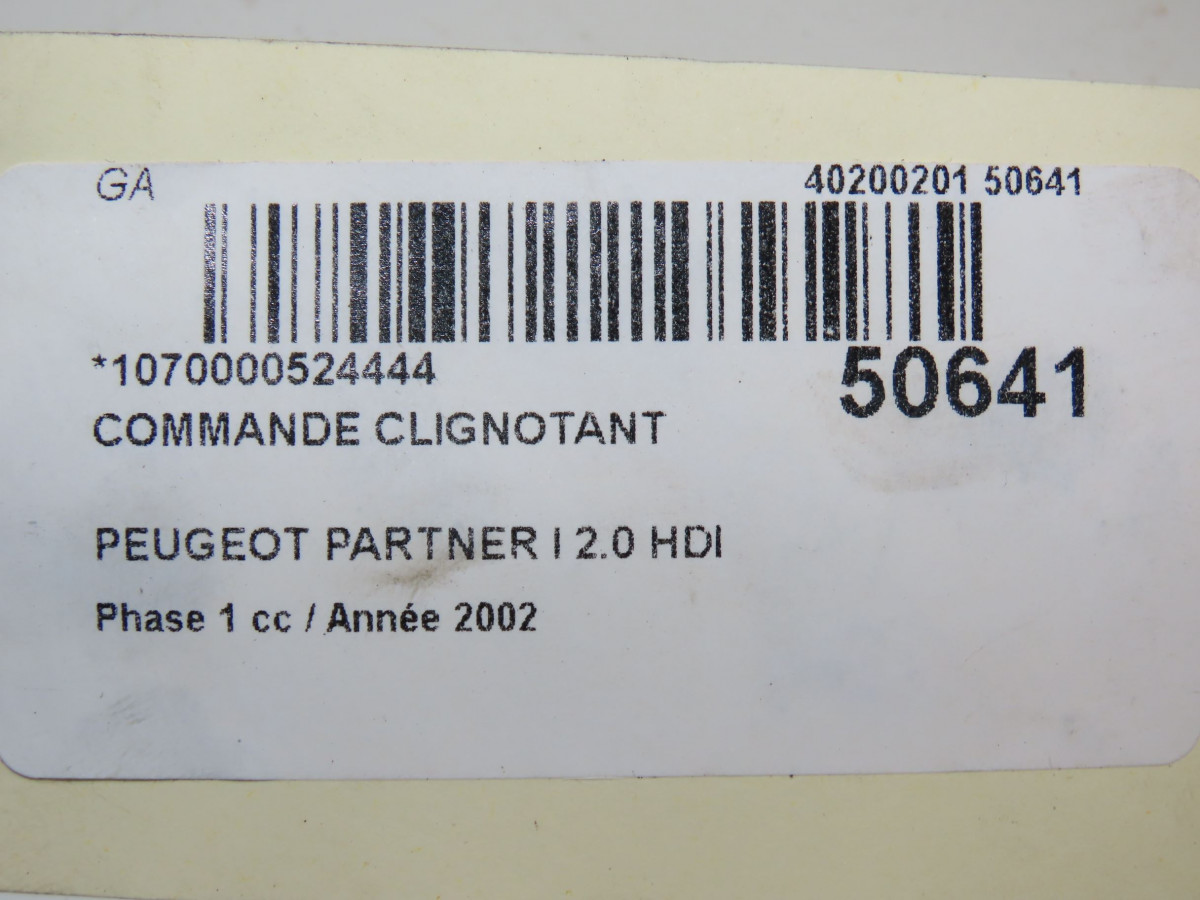 GA 40200201 50641
*1070000524444 50641
COMMANDE CLIGNOTANT
PEUGEOT PARTNER I 2.0 HDI
Phase 1 cc / Année 2002